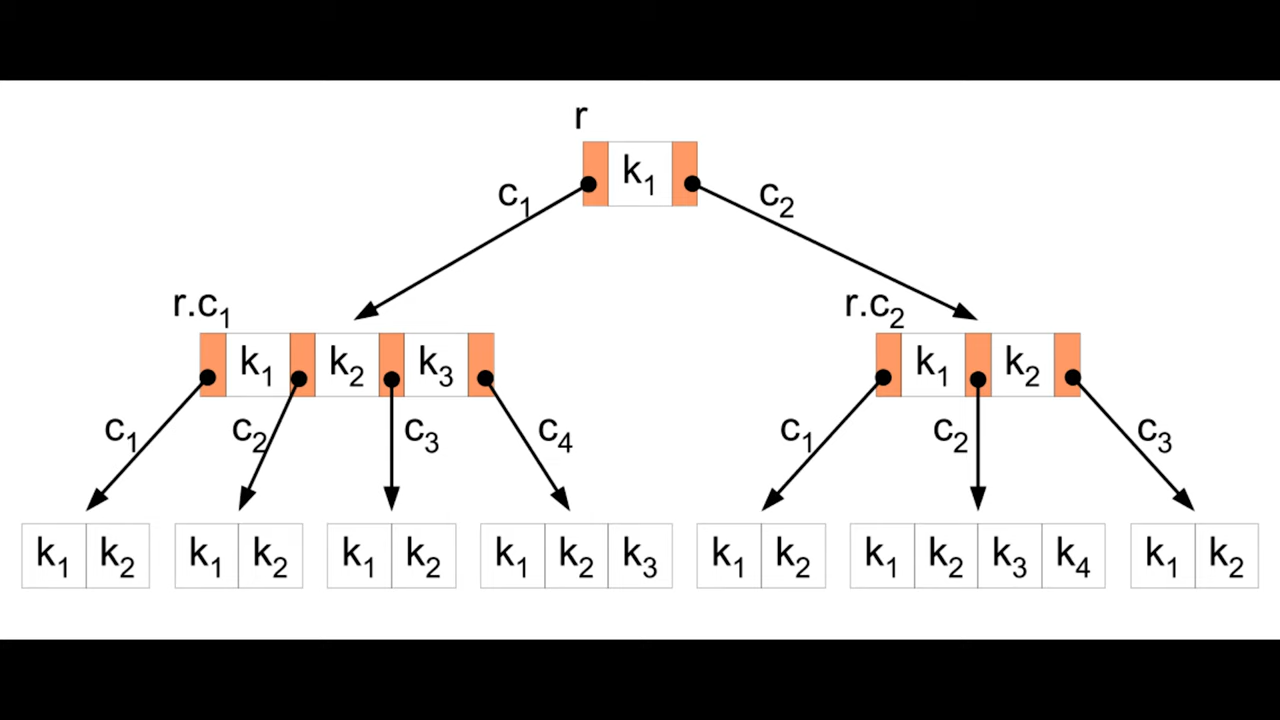 r
k₁
c₁ c₂
r.c₁ r.c₂
k₁ k₂ k₃ k₁ k₂
c₁ c₂ c₃ c₄ c₁ c₂ c₃
k₁ k₂ k₁ k₂ k₁ k₂ k₁ k₂ k₃ k₁ k₂ k₁ k₂ k₃ k₄ k₁ k₂